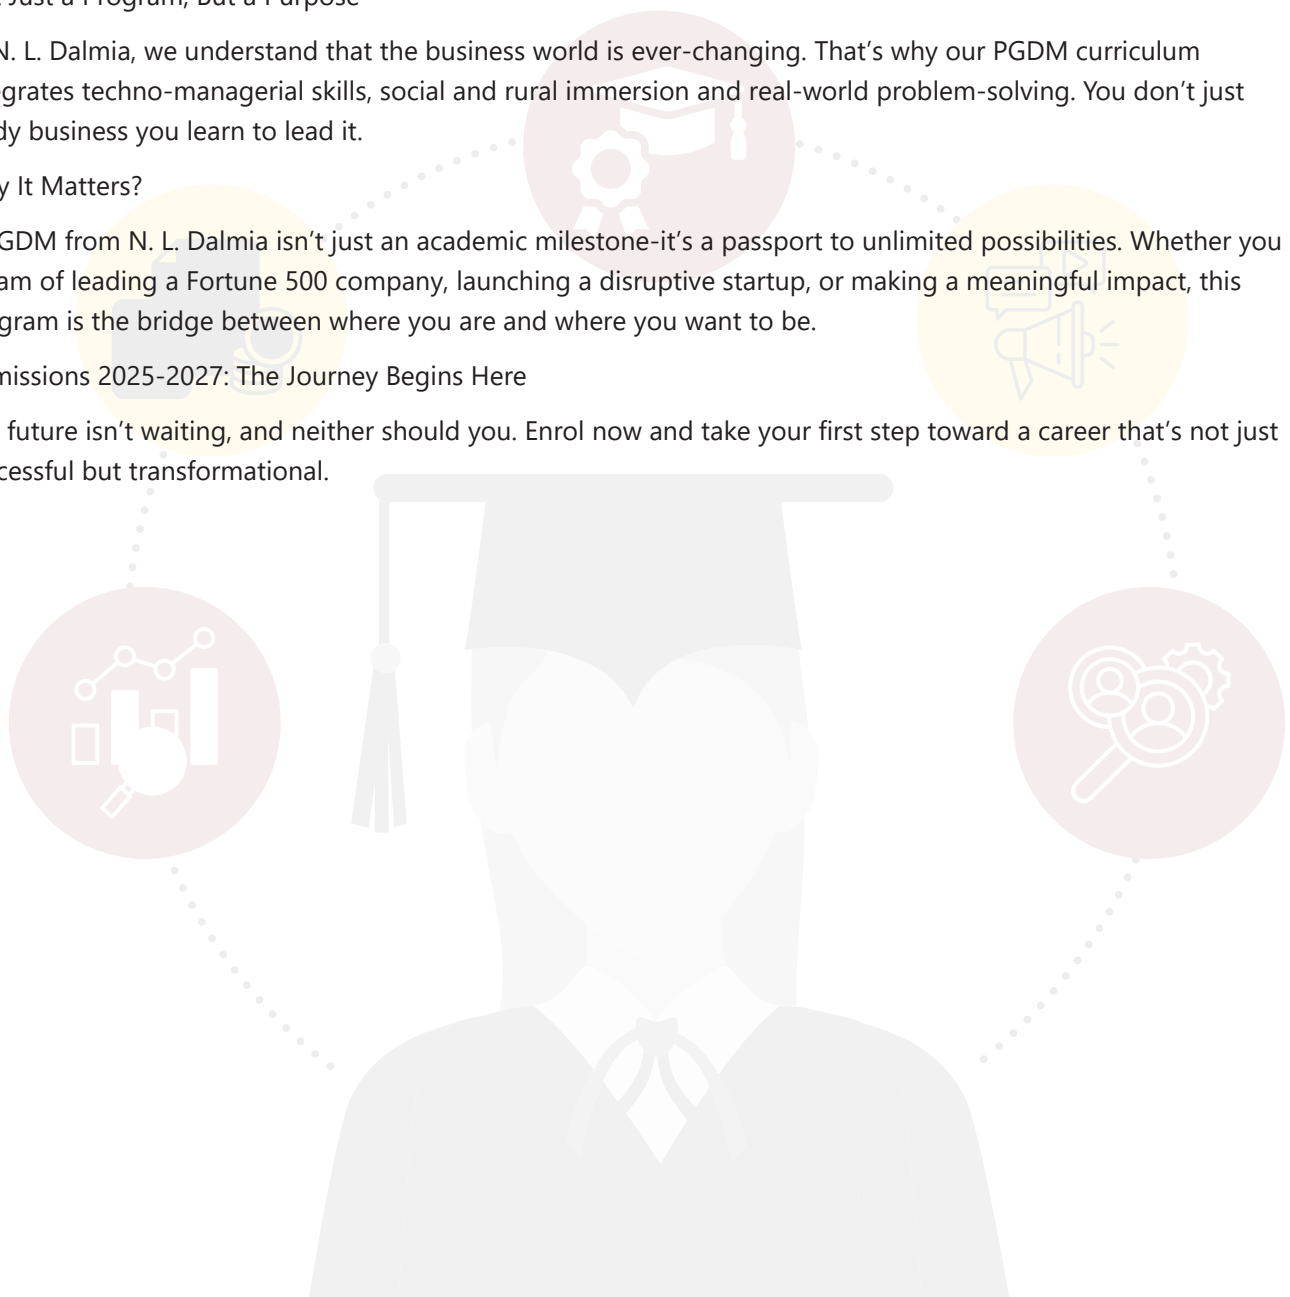 Just a Program, But a Purpose
N. L. Dalmia, we understand that the business world is ever-changing. That’s why our PGDM curriculum
egrates techno-managerial skills, social and rural immersion and real-world problem-solving. You don’t just
dy business you learn to lead it.
y It Matters?
GDM from N. L. Dalmia isn’t just an academic milestone-it’s a passport to unlimited possibilities. Whether you
am of leading a Fortune 500 company, launching a disruptive startup, or making a meaningful impact, this
gram is the bridge between where you are and where you want to be.
missions 2025-2027: The Journey Begins Here
future isn’t waiting, and neither should you. Enrol now and take your first step toward a career that’s not just
cessful but transformational.